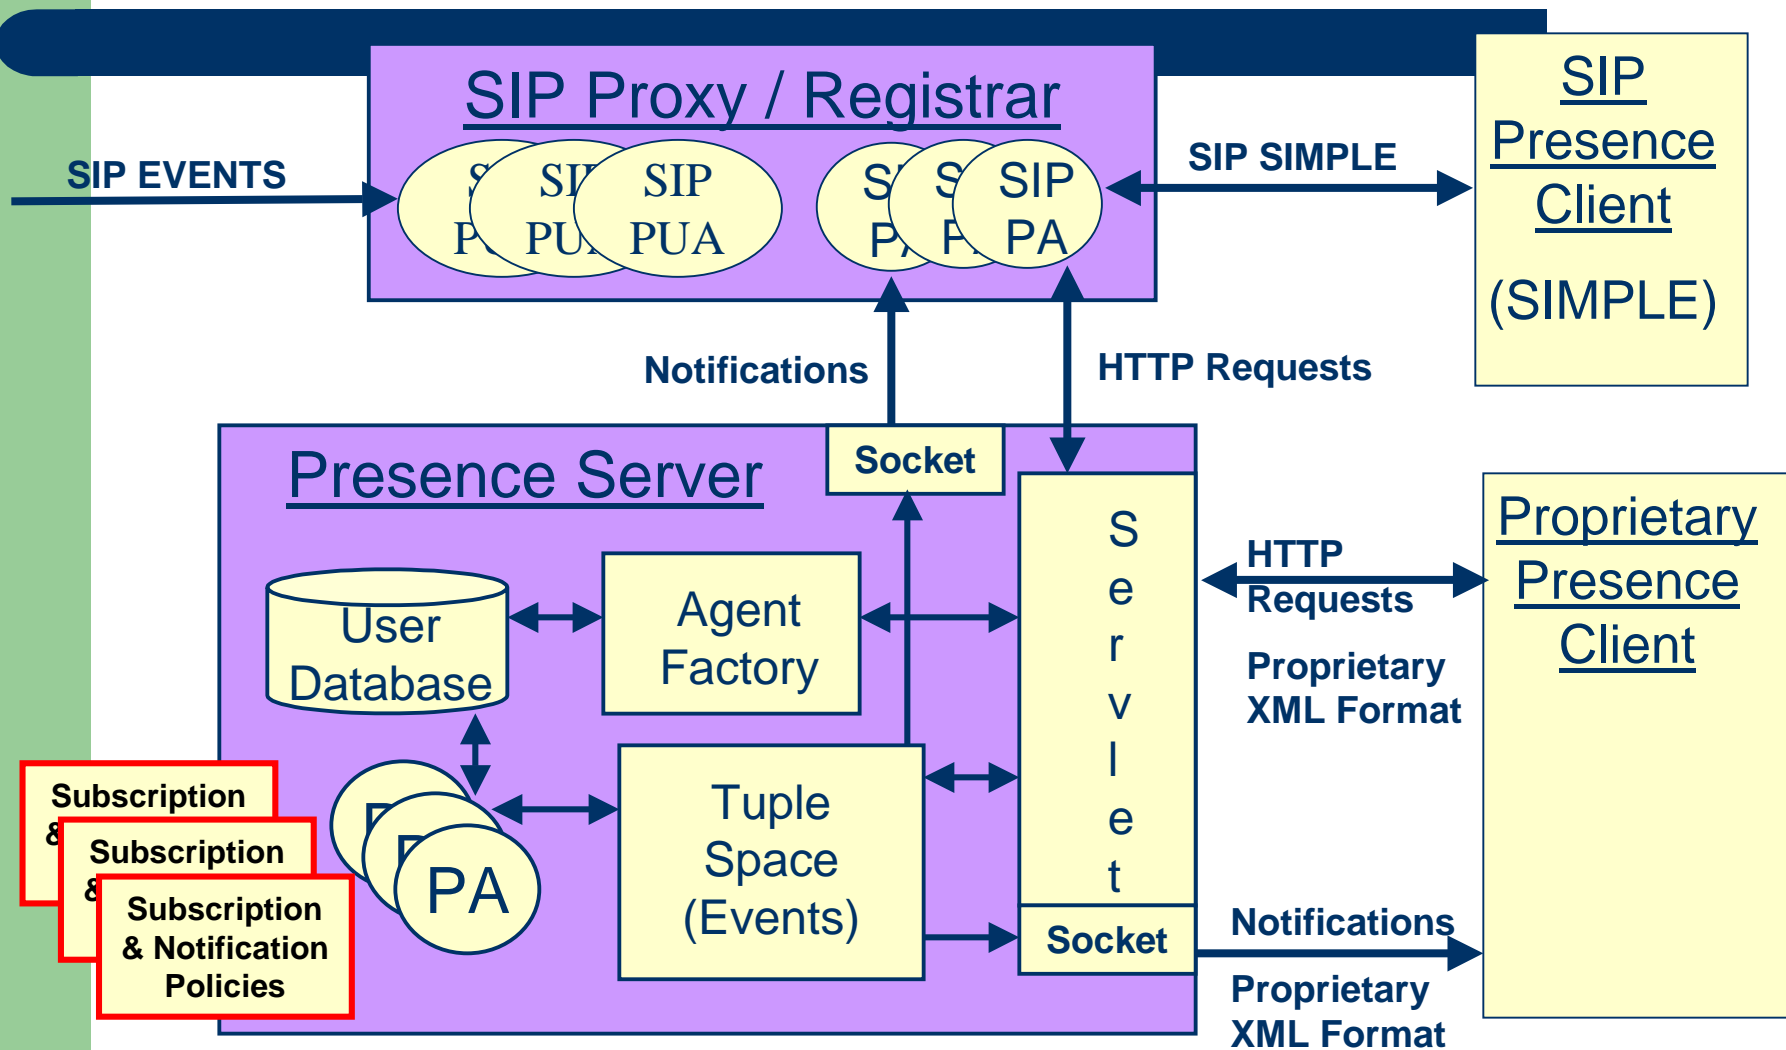 SIP Proxy / Registrar
SIP EVENTS
SIP
PUA
SIP
PA
SIP SIMPLE
SIP
Presence
Client
(SIMPLE)
Notifications
HTTP Requests
Presence Server
Socket
Servlet
User
Database
Agent
Factory
PA
Tuple
Space
(Events)
Socket
HTTP
Requests
Proprietary
XML Format
Notifications
Proprietary
XML Format
Proprietary
Presence
Client
Subscription
&
Subscription
&
Subscription
& Notification
Policies